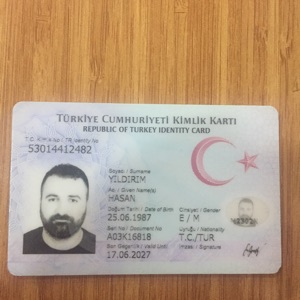 TÜRKİYE CUMHURİYETİ KİMLİK KARTI
REPUBLIC OF TURKEY IDENTITY CARD
T.C. Kimlik No / TR Identity No
53014412482
Soyadı / Surname
YILDIRIM
Adı / Given Name(s)
HASAN
Doğum Tarihi / Date of Birth Cinsiyeti / Gender
25.06.1987 E / M
Seri No / Document No Uyruğu / Nationality
A03K16818 T.C./TUR
Son Geçerlilik / Valid Until İmzası / Signature
17.06.2027